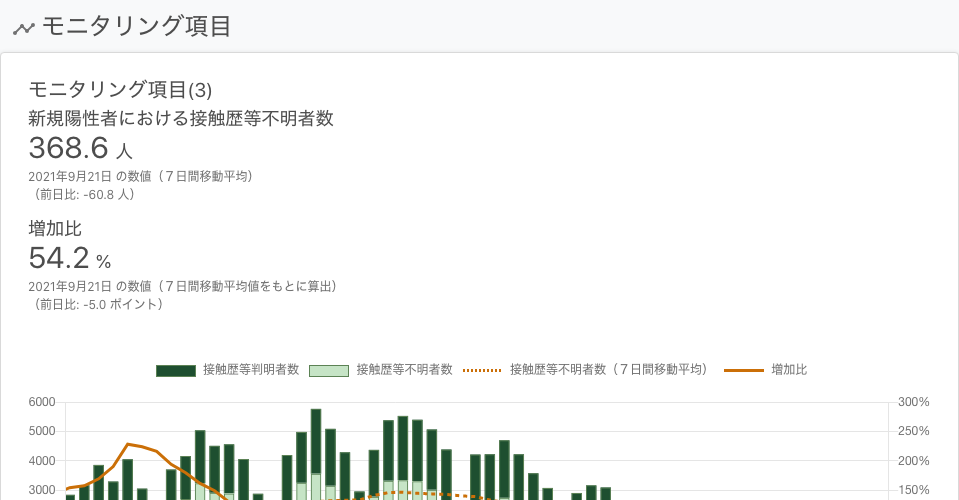 モニタリング項目
モニタリング項目(3)
新規陽性者における接触歴等不明者数
368.6 人
2021年9月21日 の数値（７日間移動平均）
（前日比: -60.8 人）
増加比
54.2 %
2021年9月21日 の数値（７日間移動平均値をもとに算出）
（前日比: -5.0 ポイント）
接触歴等判明者数 接触歴等不明者数 接触歴等不明者数（７日間移動平均） 増加比
6000 300%
5000 250%
4000 200%
3000 150%